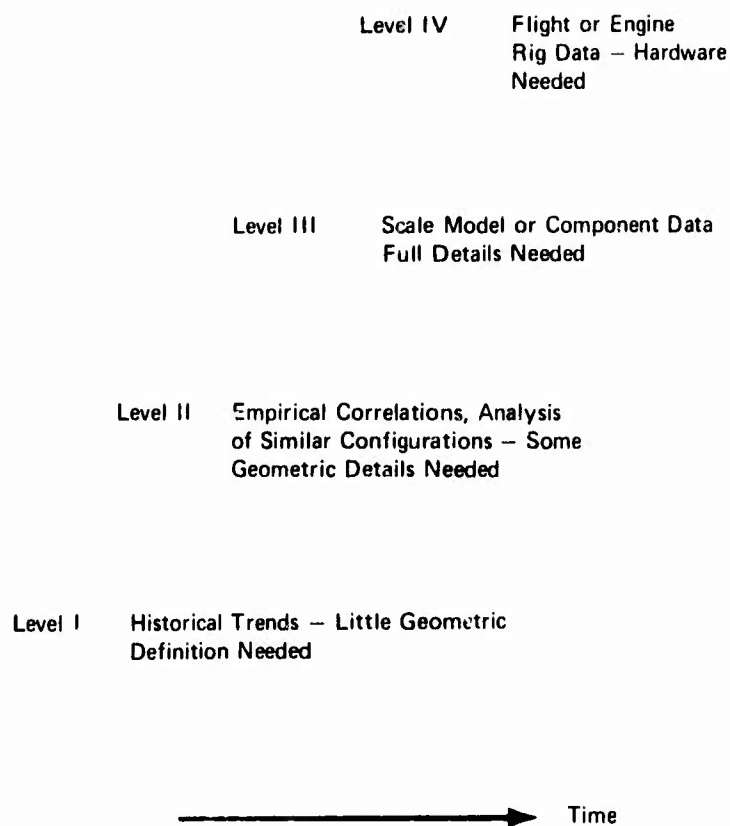 Level IV Flight or Engine
Rig Data – Hardware
Needed
Level III Scale Model or Component Data
Full Details Needed
Level II Empirical Correlations, Analysis
of Similar Configurations – Some
Geometric Details Needed
Level I Historical Trends – Little Geometric
Definition Needed
Time